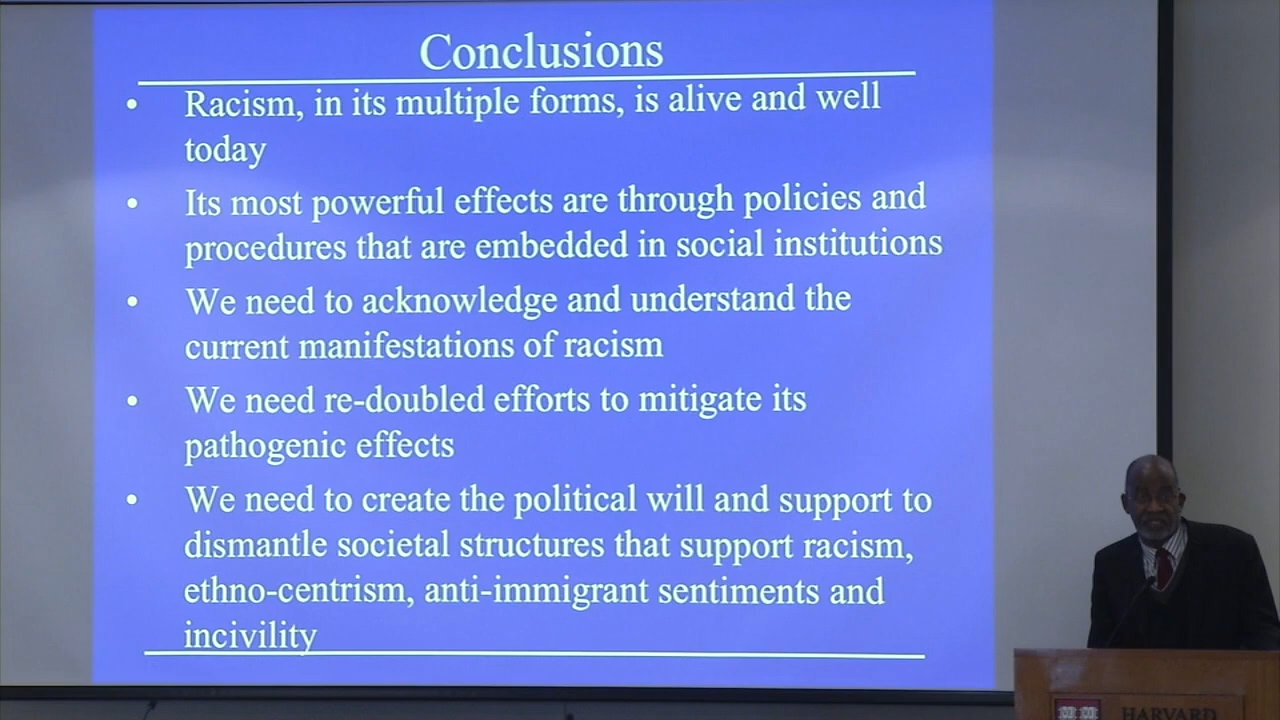 Conclusions
• Racism, in its multiple forms, is alive and well
today
• Its most powerful effects are through policies and
procedures that are embedded in social institutions
• We need to acknowledge and understand the
current manifestations of racism
• We need re-doubled efforts to mitigate its
pathogenic effects
• We need to create the political will and support to
dismantle societal structures that support racism,
ethno-centrism, anti-immigrant sentiments and
incivility
HARVARD